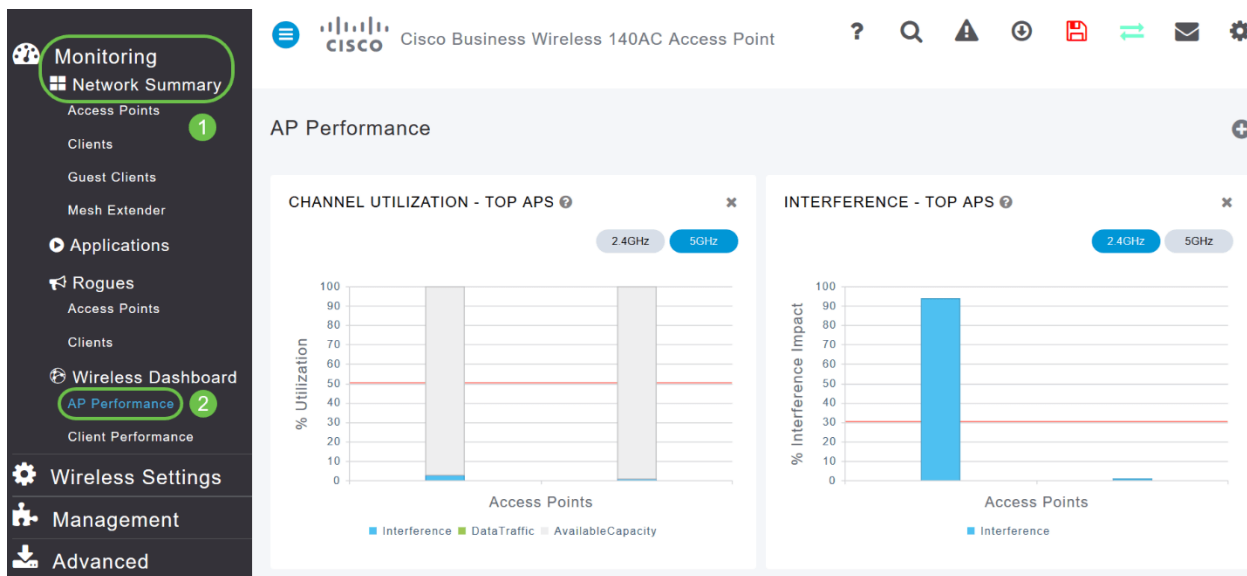 Monitoring
Network Summary
Access Points
1
Clients
Guest Clients
Mesh Extender
Applications
Rogues
Access Points
Clients
Wireless Dashboard
AP Performance 2
Client Performance
Wireless Settings
Management
Advanced
CISCO Cisco Business Wireless 140AC Access Point ?
AP Performance
CHANNEL UTILIZATION - TOP APS ?
2.4GHz 5GHz
% Utilization
100
90
80
70
60
50
40
30
20
10
0
Access Points
Interference DataTraffic AvailableCapacity
INTERFERENCE - TOP APS ?
2.4GHz 5GHz
% Interference Impact
100
90
80
70
60
50
40
30
20
10
0
Access Points
Interference